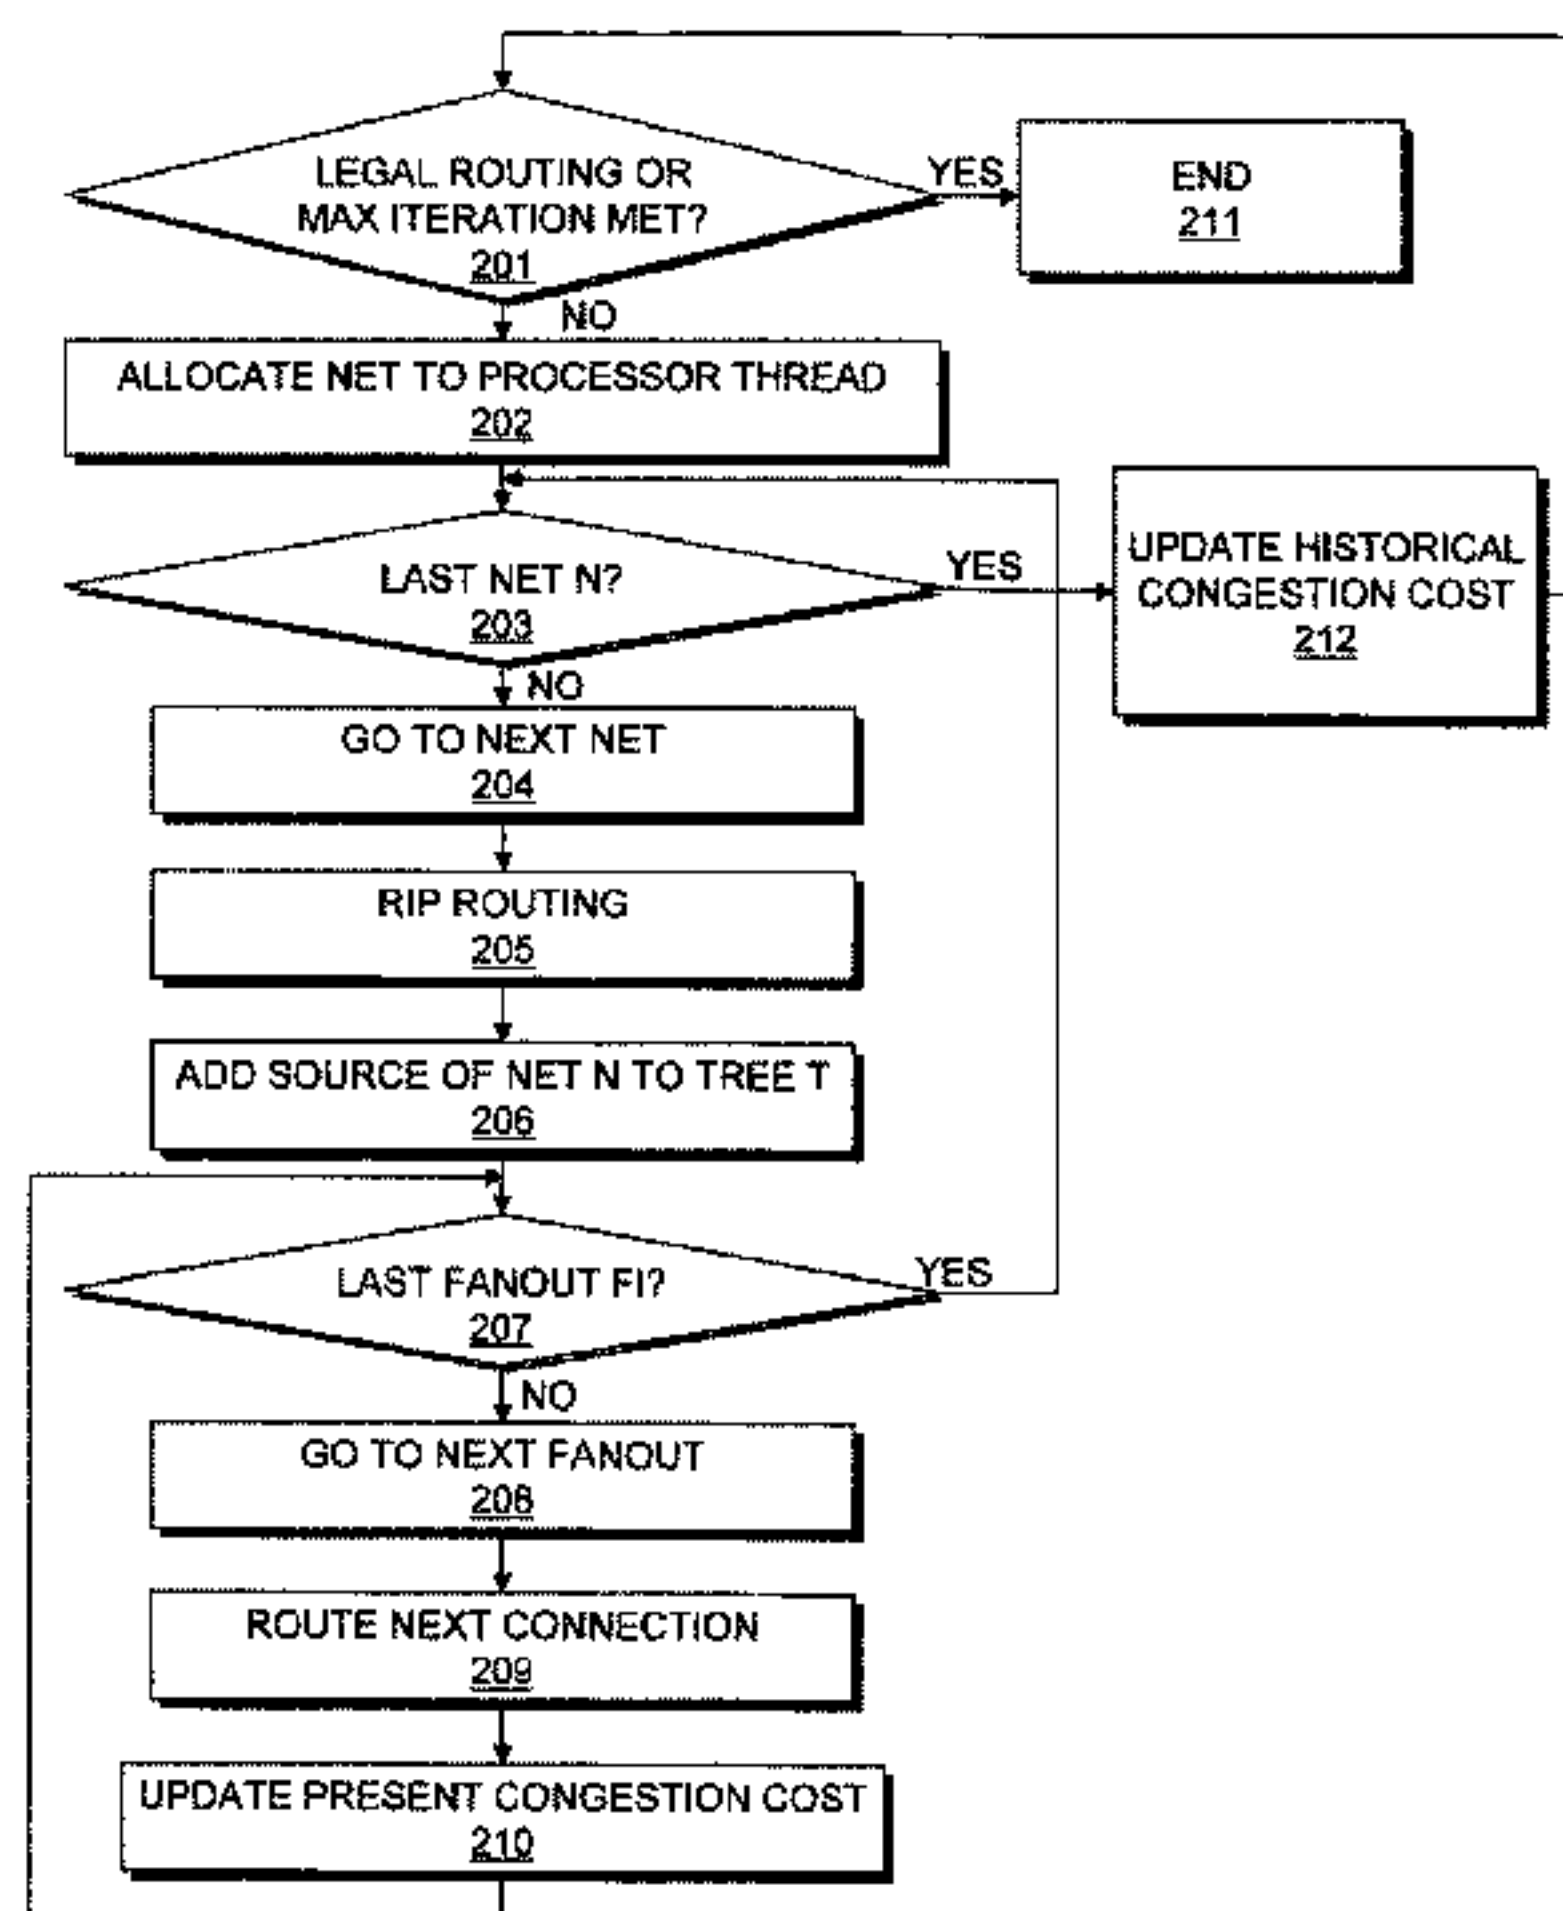 LEGAL ROUTING OR
MAX ITERATION MET?
201
YES
END
211
NO
ALLOCATE NET TO PROCESSOR THREAD
202
LAST NET N?
203
YES
UPDATE HISTORICAL
CONGESTION COST
212
NO
GO TO NEXT NET
204
RIP ROUTING
205
ADD SOURCE OF NET N TO TREE T
206
LAST FANOUT FI?
207
YES
NO
GO TO NEXT FANOUT
208
ROUTE NEXT CONNECTION
209
UPDATE PRESENT CONGESTION COST
210